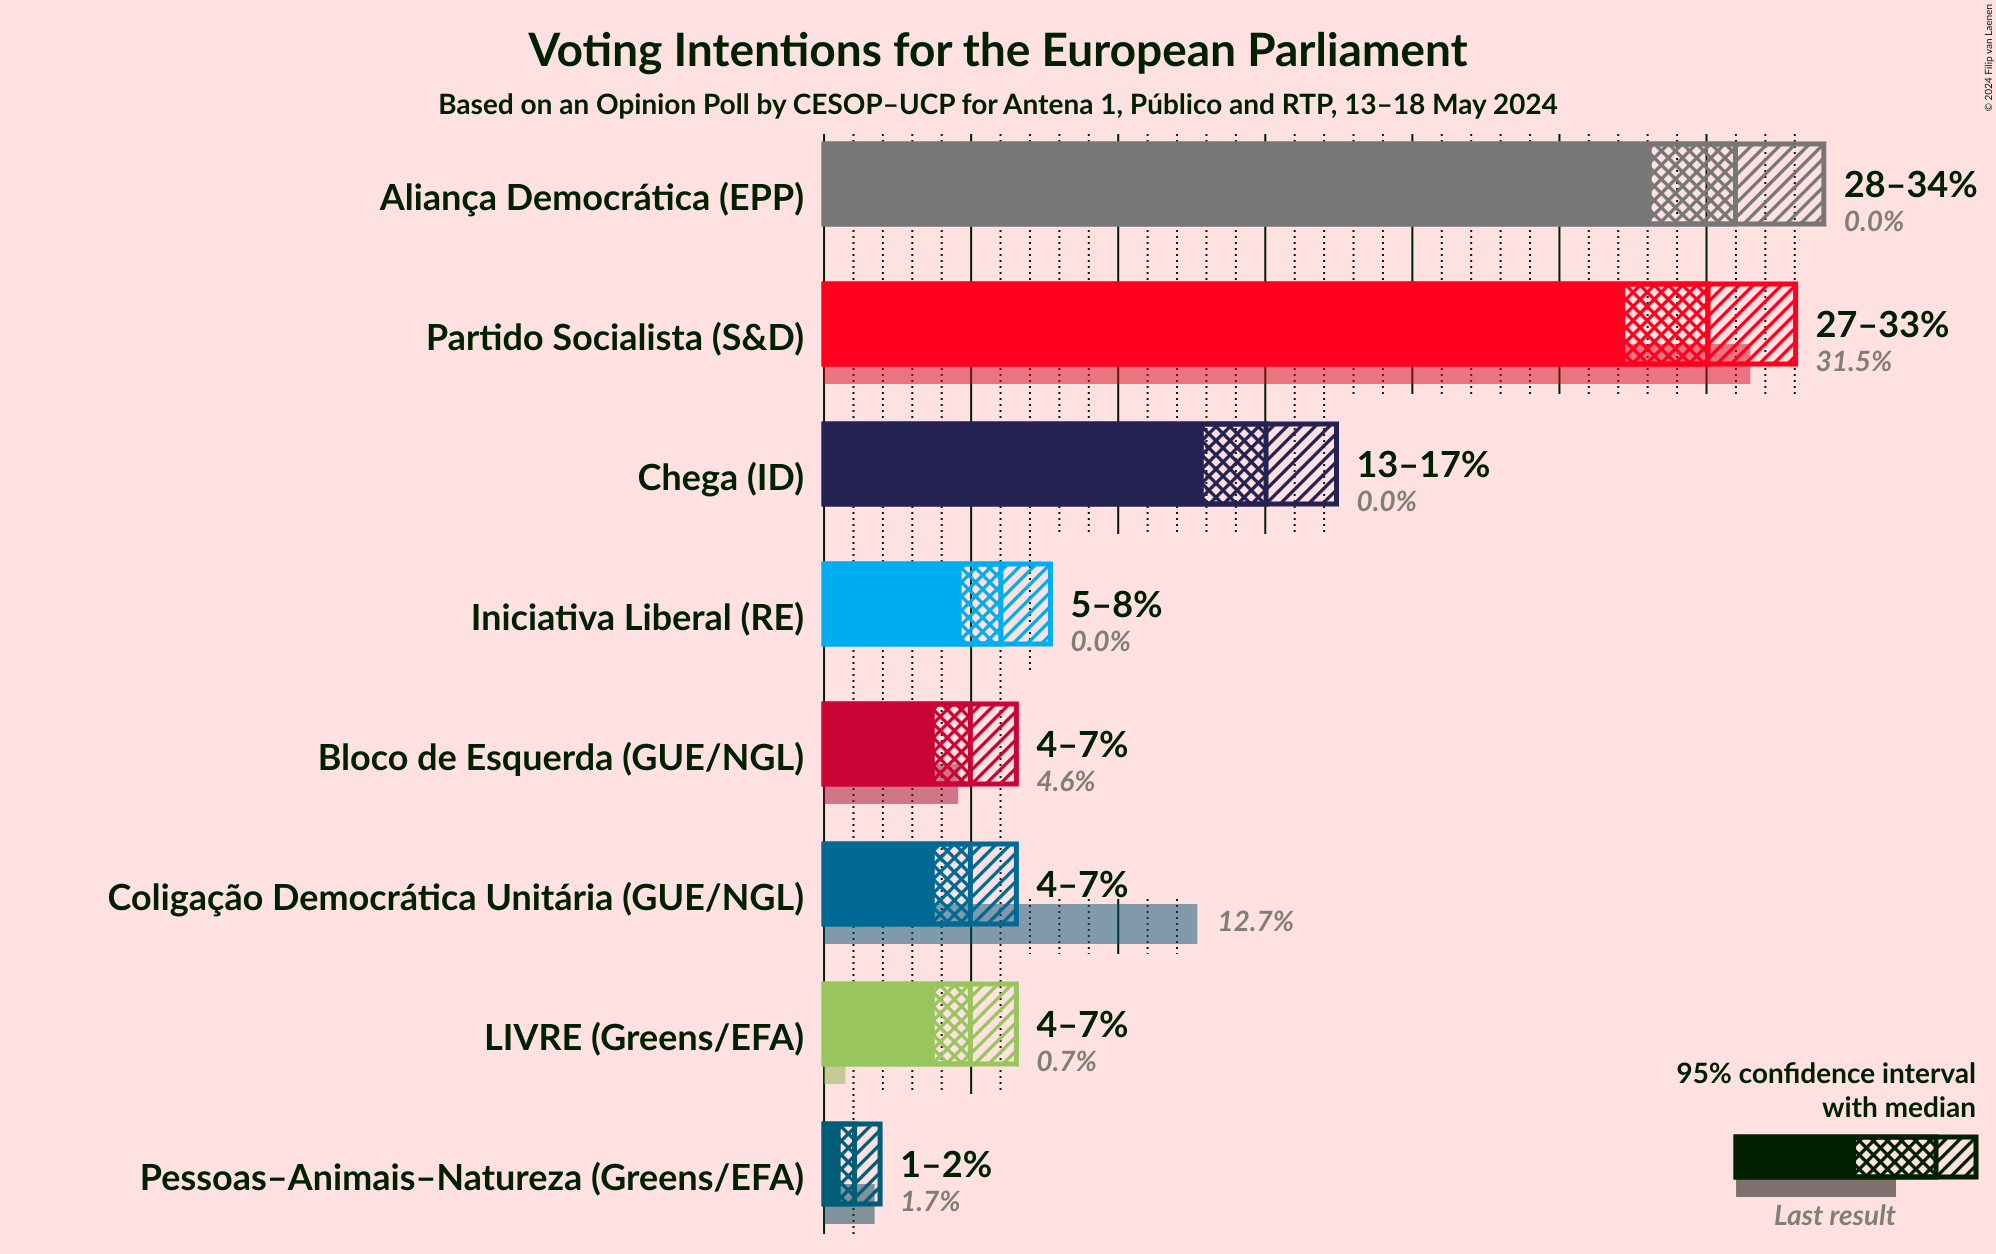 Voting Intentions for the European Parliament
Based on an Opinion Poll by CESOP–UCP for Antena 1, Público and RTP, 13–18 May 2024
© 2024 Filip van Laenen
Aliança Democrática (EPP)
28–34%
0.0%
Partido Socialista (S&D)
27–33%
31.5%
Chega (ID)
13–17%
0.0%
Iniciativa Liberal (RE)
5–8%
0.0%
Bloco de Esquerda (GUE/NGL)
4–7%
4.6%
Coligação Democrática Unitária (GUE/NGL)
4–7%
12.7%
LIVRE (Greens/EFA)
4–7%
0.7%
Pessoas–Animais–Natureza (Greens/EFA)
1–2%
1.7%
95% confidence interval
with median
Last result